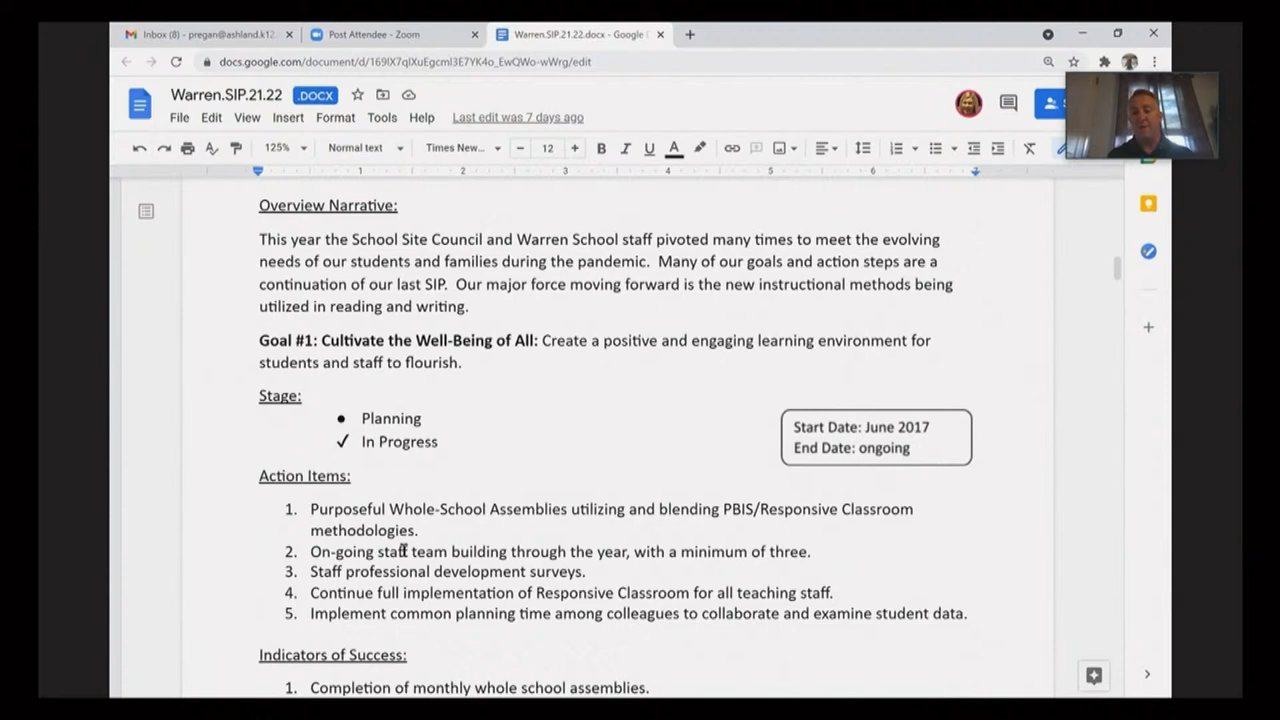 Inbox (8) - pregan@ashland.k12.
Post Attendee - Zoom
Warren.SIP.21.22.docx - Google D
docs.google.com/document/d/169IX7qIXuEgcmI3E7YK4o_EwQWo-wWrg/edit
Warren.SIP.21.22 .DOCX
File Edit View Insert Format Tools Help Last edit was 7 days ago
125% Normal text Times New... 12 B I U A
1 2 3 4 5 6
Overview Narrative:
This year the School Site Council and Warren School staff pivoted many times to meet the evolving
needs of our students and families during the pandemic. Many of our goals and action steps are a
continuation of our last SIP. Our major force moving forward is the new instructional methods being
utilized in reading and writing.
Goal #1: Cultivate the Well-Being of All: Create a positive and engaging learning environment for
students and staff to flourish.
Stage:
● Planning
✓ In Progress
Start Date: June 2017
End Date: ongoing
Action Items:
1. Purposeful Whole-School Assemblies utilizing and blending PBIS/Responsive Classroom
methodologies.
2. On-going staff team building through the year, with a minimum of three.
3. Staff professional development surveys.
4. Continue full implementation of Responsive Classroom for all teaching staff.
5. Implement common planning time among colleagues to collaborate and examine student data.
Indicators of Success:
1. Completion of monthly whole school assemblies.